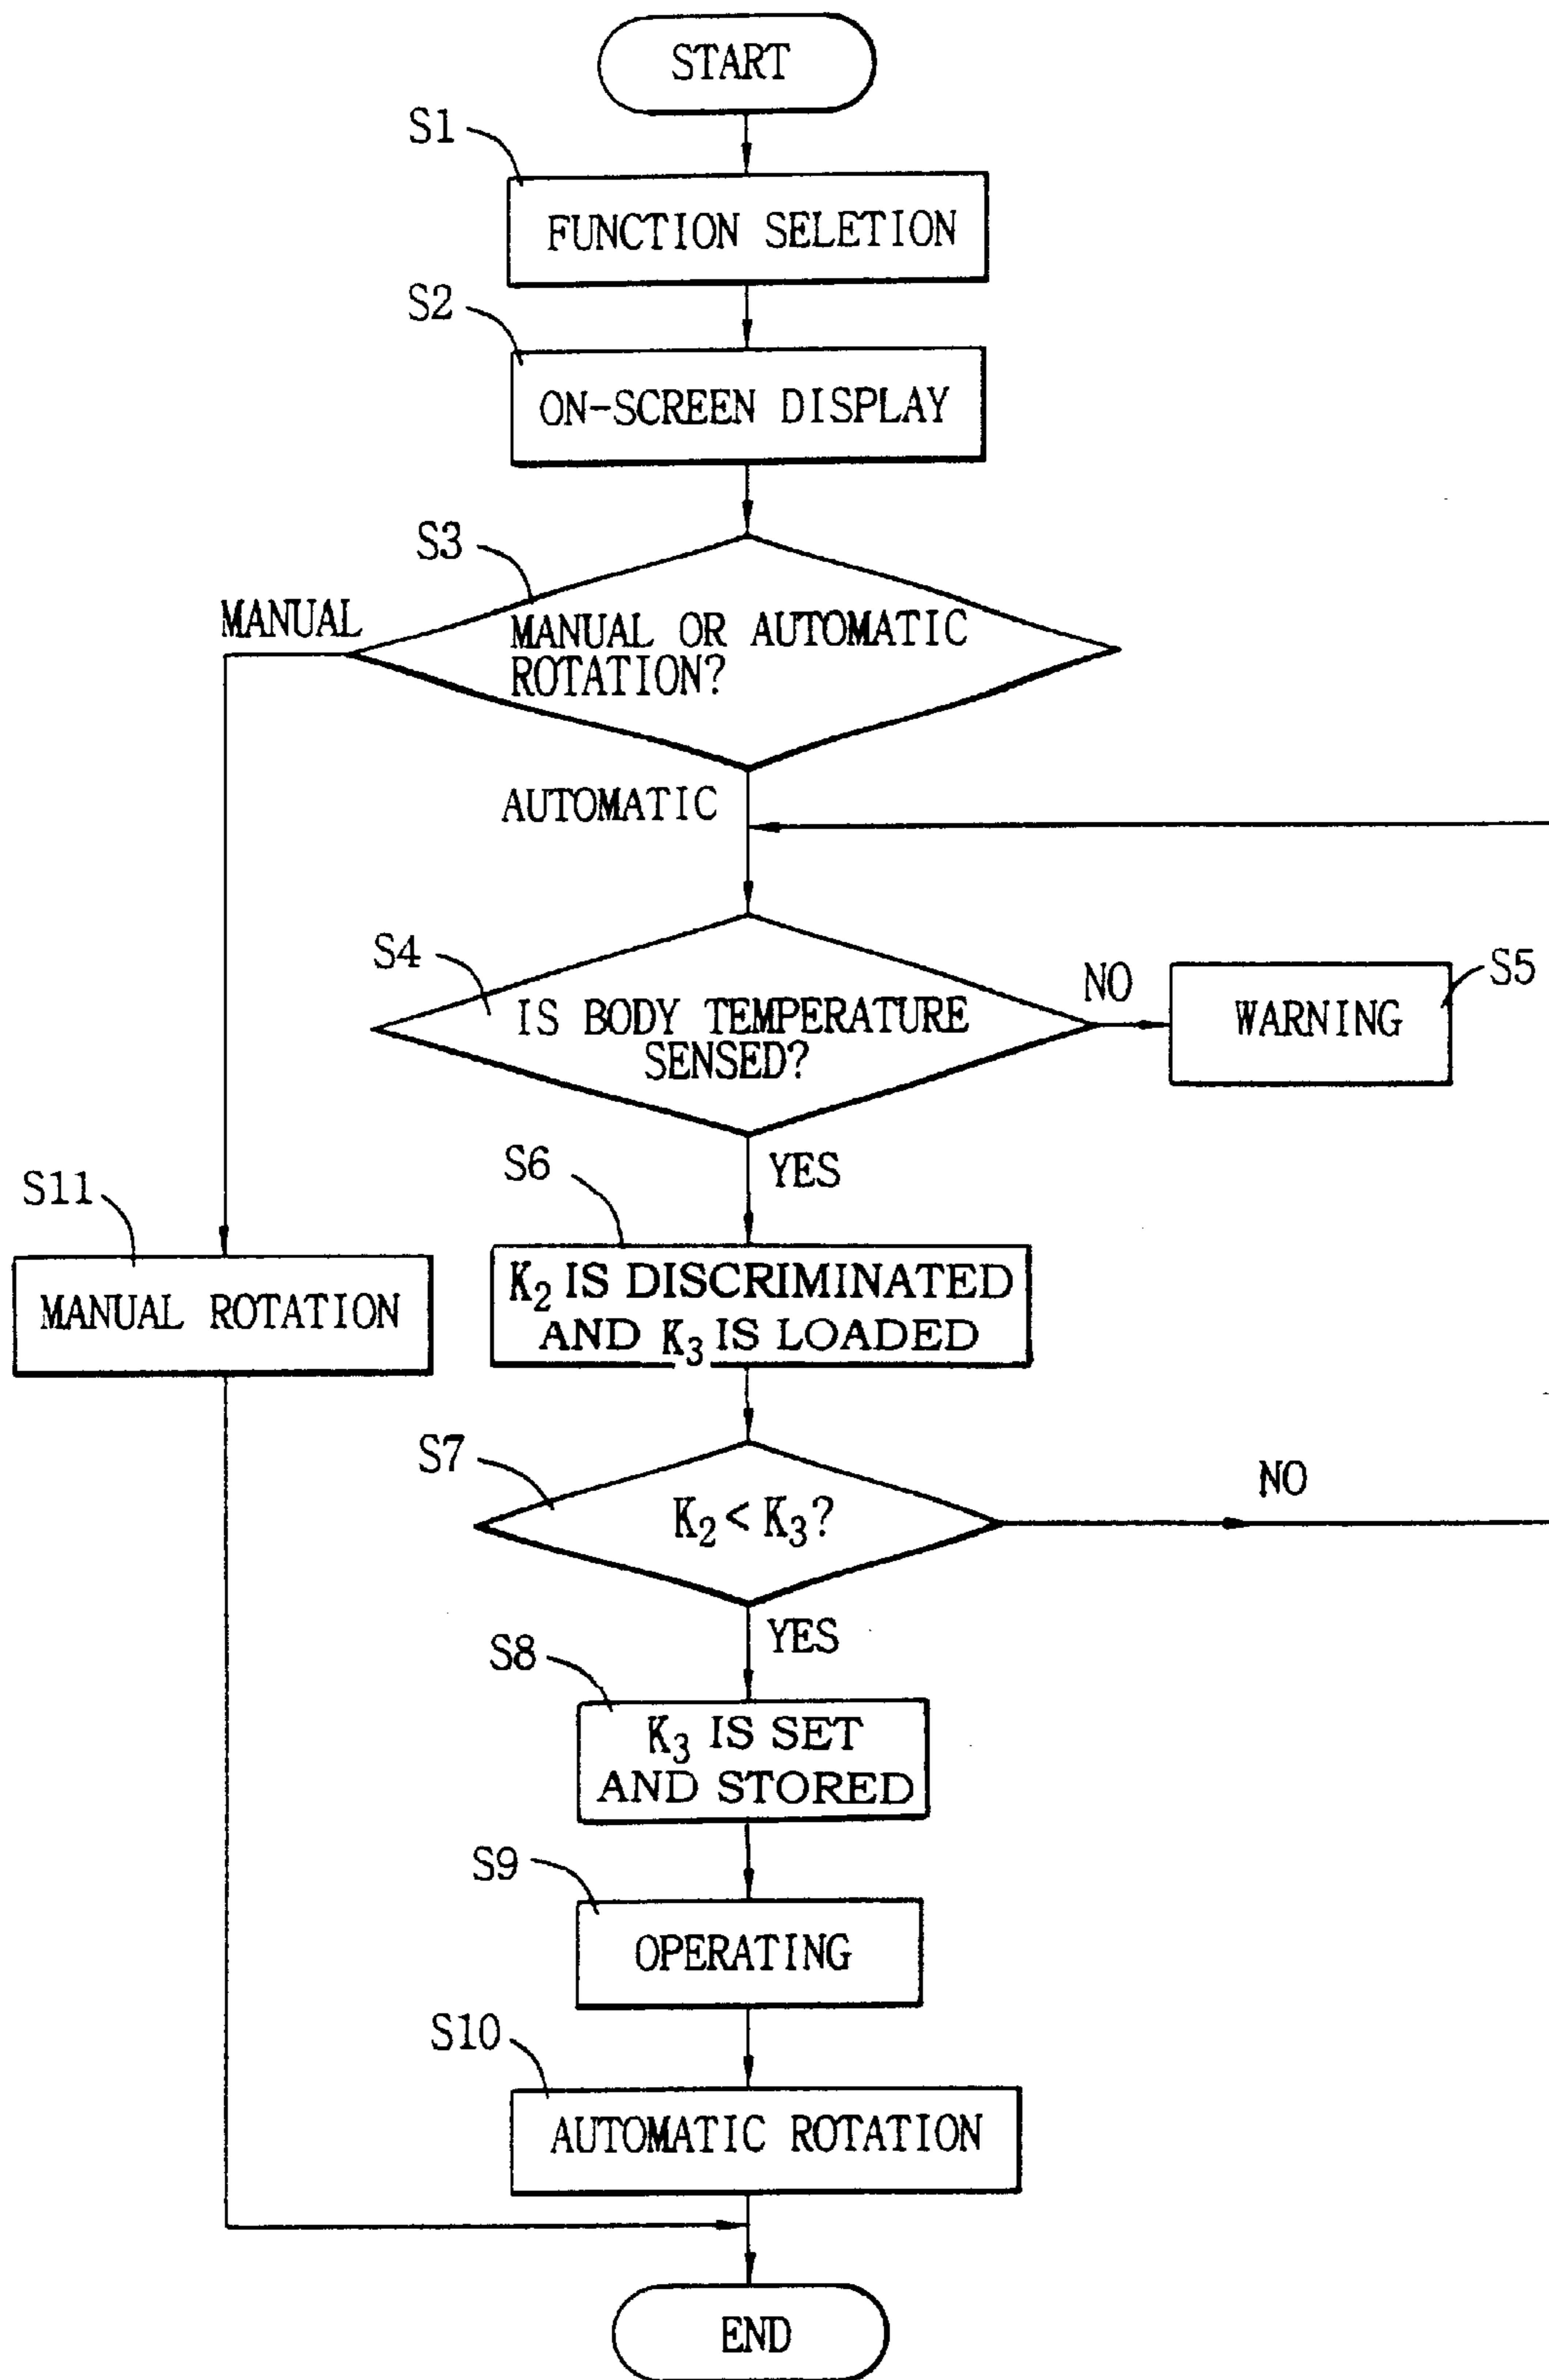 START
S1
FUNCTION SELETION
S2
ON-SCREEN DISPLAY
S3
MANUAL
MANUAL OR AUTOMATIC
ROTATION?
AUTOMATIC
S4
IS BODY TEMPERATURE
SENSED?
NO
WARNING
S5
YES
S6
S11
MANUAL ROTATION
K2 IS DISCRIMINATED
AND K3 IS LOADED
S7
K2 < K3?
NO
YES
S8
K3 IS SET
AND STORED
S9
OPERATING
S10
AUTOMATIC ROTATION
END